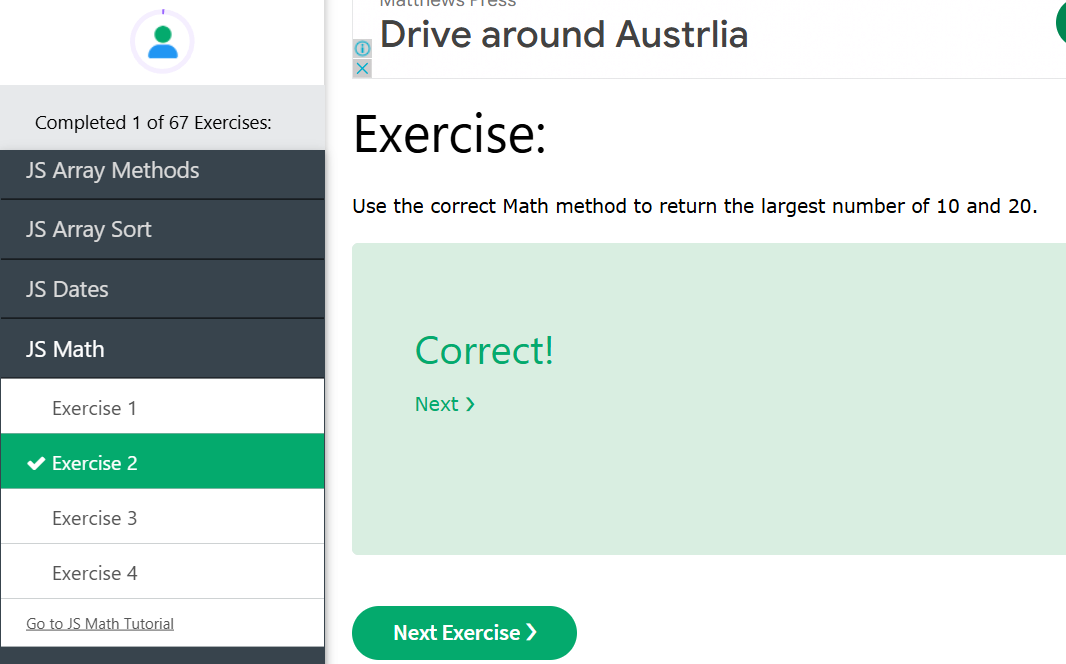 Matthews Press
Drive around Austrlia
Completed 1 of 67 Exercises:
JS Array Methods
JS Array Sort
JS Dates
JS Math
Exercise 1
Exercise 2
Exercise 3
Exercise 4
Go to JS Math Tutorial
Exercise:
Use the correct Math method to return the largest number of 10 and 20.
Correct!
Next ❯
Next Exercise ❯